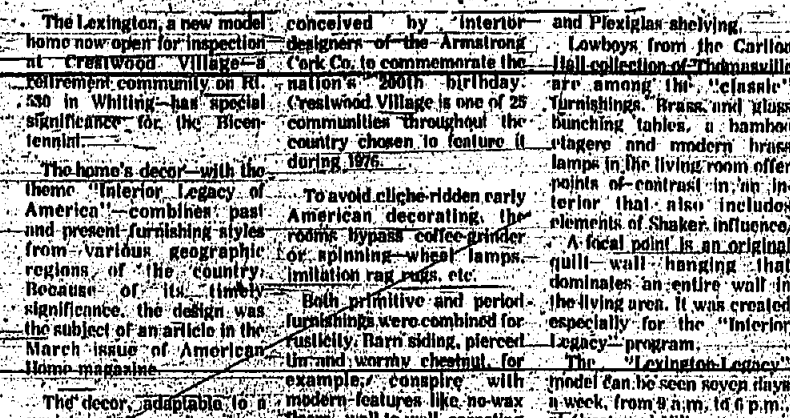 The Lexington, a new model
home now open for inspection
at Crestwood Village—a
retirement community on Rt.
530 in Whiting—has special
significance for the Bicen-
tennial.
The home's decor—with the
theme "Interior Legacy of
America"—combines past
and present furnishing styles
from various geographic
regions of the country.
Because of its timely
significance, the design was
the subject of an article in the
March issue of American
Home magazine.
The decor, adaptable to a
conceived by interior
designers of the Armstrong
Cork Co. to commemorate the
nation's 200th birthday.
Crestwood Village is one of 25
communities throughout the
country chosen to feature it
during 1976.
To avoid cliche-ridden early
American decorating, the
rooms bypass coffee-grinder
or spinning wheel lamps,
imitation rag rugs, etc.
Both primitive and period
furnishings were combined for
rusticity. Barn siding, pierced
tin and wormy chestnut, for
example, conspire with
modern features like no-wax
and Plexiglas shelving.
Lowboys from the Carlton
Hall collection of Thomasville
are among the "classic"
furnishings. Brass and glass
bunching tables, a bamboo
etagere and modern brass
lamps in the living room offer
points of contrast in an in-
terior that also includes
elements of Shaker influence.
A focal point is an original
quilt wall hanging that
dominates an entire wall in
the living area. It was created
especially for the "Interior
Legacy" program.
The "Lexington-Legacy"
model can be seen seven days
a week, from 9 a.m. to 6 p.m.,